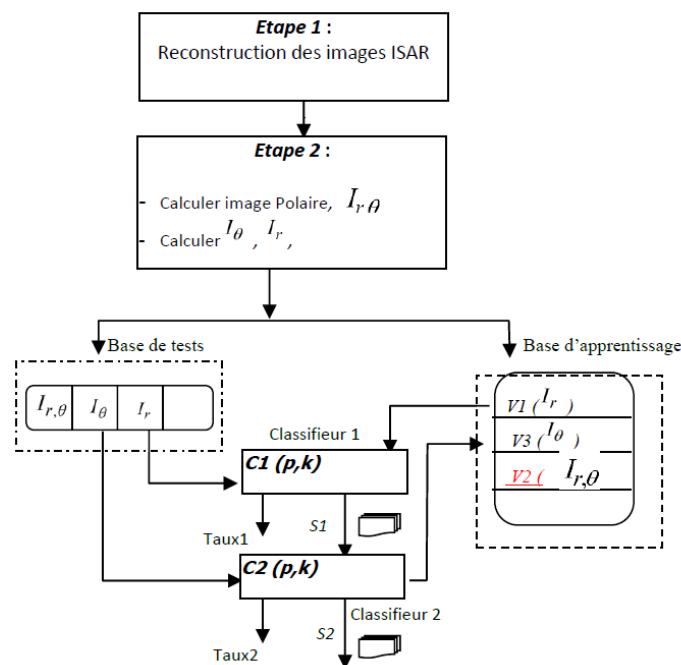 Etape 1 :
Reconstruction des images ISAR
Etape 2 :
- Calculer image Polaire, I_{r,θ}
- Calculer I_θ , I_r ,
Base de tests
Base d'apprentissage
I_{r,θ} I_θ I_r
V1 ( I_r )
V3 ( I_θ )
V2 ( I_{r,θ}
Classifieur 1
C1 (p,k)
Taux1
S1
C2 (p,k)
Classifieur 2
Taux2
S2